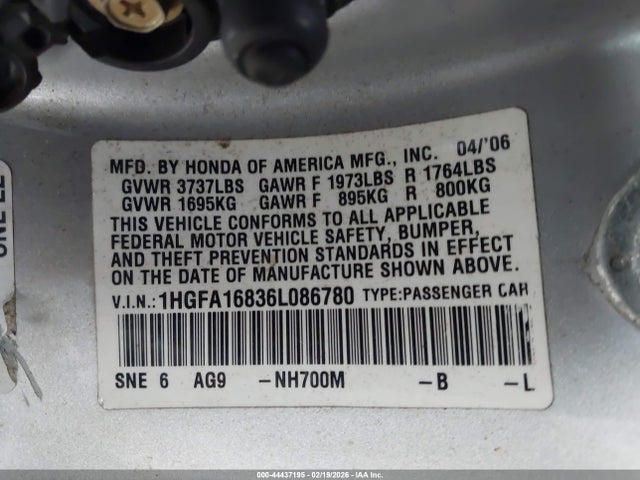 MFD. BY HONDA OF AMERICA MFG., INC. 04/'06
GVWR 3737LBS GAWR F 1973LBS R 1764LBS
GVWR 1695KG GAWR F 895KG R 800KG
THIS VEHICLE CONFORMS TO ALL APPLICABLE
FEDERAL MOTOR VEHICLE SAFETY, BUMPER,
AND THEFT PREVENTION STANDARDS IN EFFECT
ON THE DATE OF MANUFACTURE SHOWN ABOVE.
V.I.N.: 1HGFA16836L086780 TYPE:PASSENGER CAR
SNE 6 AG9 -NH700M -B -L
000-44437195 - 02/19/2026 - IAATransport, Inc.